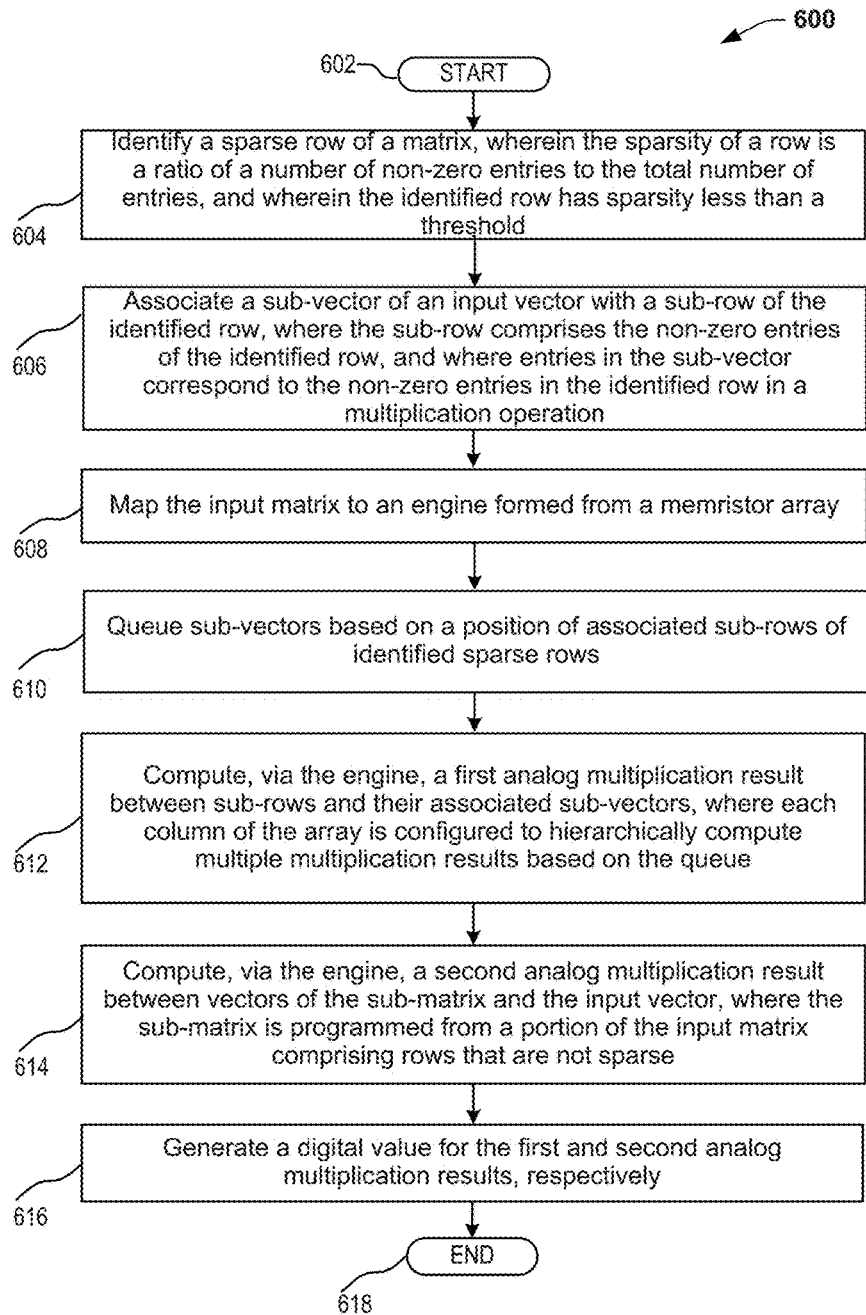 600
602
START
Identify a sparse row of a matrix, wherein the sparsity of a row is
a ratio of a number of non-zero entries to the total number of
entries, and wherein the identified row has sparsity less than a
threshold
604
Associate a sub-vector of an input vector with a sub-row of the
identified row, where the sub-row comprises the non-zero entries
of the identified row, and where entries in the sub-vector
correspond to the non-zero entries in the identified row in a
multiplication operation
606
Map the input matrix to an engine formed from a memristor array
608
Queue sub-vectors based on a position of associated sub-rows of
identified sparse rows
610
Compute, via the engine, a first analog multiplication result
between sub-rows and their associated sub-vectors, where each
column of the array is configured to hierarchically compute
multiple multiplication results based on the queue
612
Compute, via the engine, a second analog multiplication result
between vectors of the sub-matrix and the input vector, where the
sub-matrix is programmed from a portion of the input matrix
comprising rows that are not sparse
614
Generate a digital value for the first and second analog
multiplication results, respectively
616
END
618